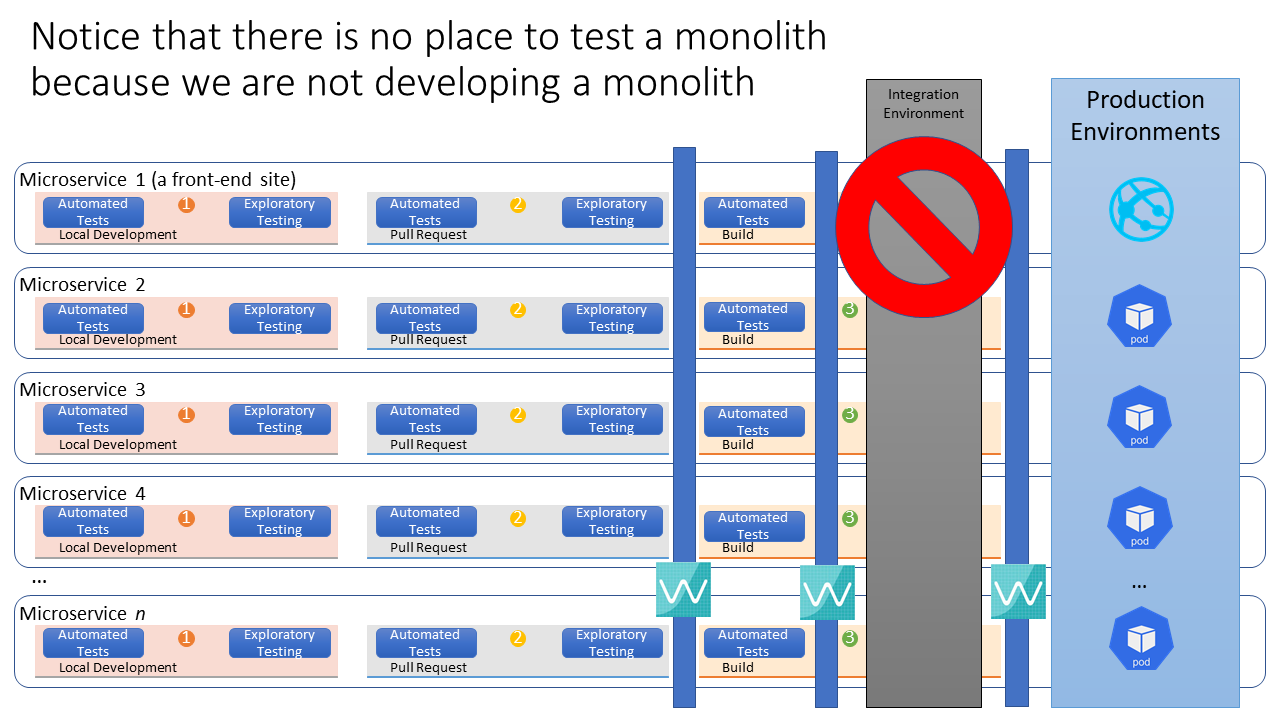 Notice that there is no place to test a monolith
because we are not developing a monolith
Integration
Environment
Production
Environments
Microservice 1 (a front-end site)
Automated
Tests
1
Exploratory
Testing
Local Development
Automated
Tests
2
Exploratory
Testing
Pull Request
Automated
Tests
Build
Microservice 2
Automated
Tests
1
Exploratory
Testing
Local Development
Automated
Tests
2
Exploratory
Testing
Pull Request
Automated
Tests
3
Build
pod
Microservice 3
Automated
Tests
1
Exploratory
Testing
Local Development
Automated
Tests
2
Exploratory
Testing
Pull Request
Automated
Tests
3
Build
pod
Microservice 4
Automated
Tests
1
Exploratory
Testing
Local Development
Automated
Tests
2
Exploratory
Testing
Pull Request
Automated
Tests
3
Build
pod
...
...
Microservice n
Automated
Tests
1
Exploratory
Testing
Local Development
Automated
Tests
2
Exploratory
Testing
Pull Request
Automated
Tests
3
Build
pod